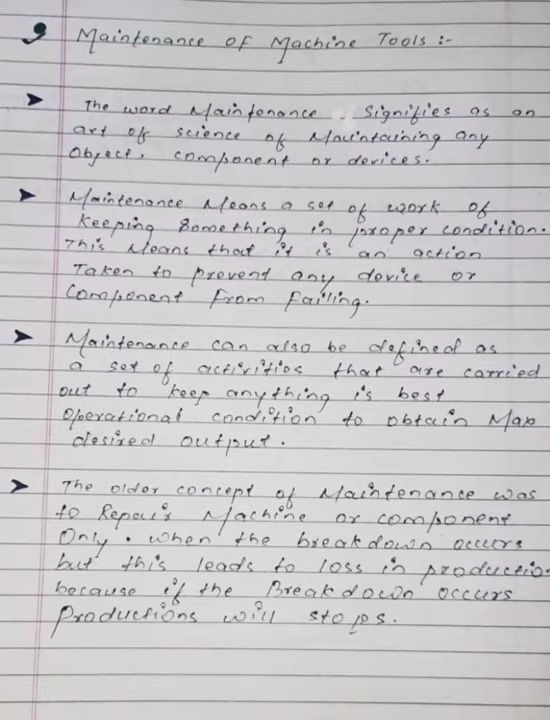 9 Maintenance of Machine Tools :-
➤ The word Maintenance Signifies as an
art of science of Maintaining any
Object, component or devices.
➤ Maintenance Means a set of work of
keeping Something in proper condition.
This Means that it is an action
Taken to prevent any device or
Component from Failing.
➤ Maintenance can also be defined as
a set of activities that are carried
out to keep anything is best
Operational condition to obtain Max
desired output.
➤ The older concept of Maintenance was
to Repair Machine or component
Only. when the breakdown occurs
but this leads to loss in productio
because if the Breakdown occurs
Productions will stops.